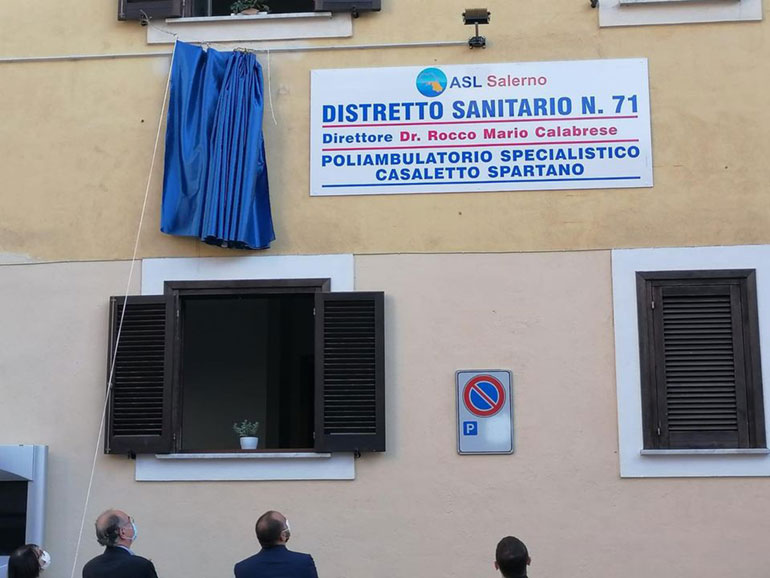 ASL Salerno
DISTRETTO SANITARIO N. 71
Direttore Dr. Rocco Mario Calabrese
POLIAMBULATORIO SPECIALISTICO
CASALETTO SPARTANO
P